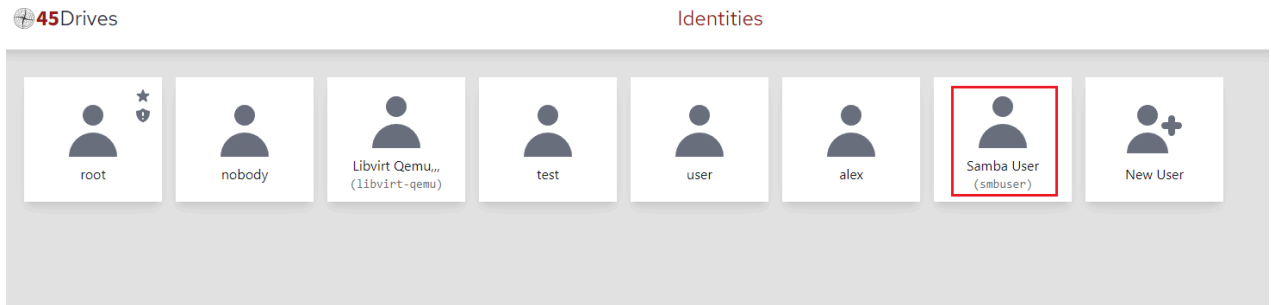 45Drives
Identities
root
nobody
Libvirt Qemu,,,
(libvirt-qemu)
test
user
alex
Samba User
(smbuser)
New User